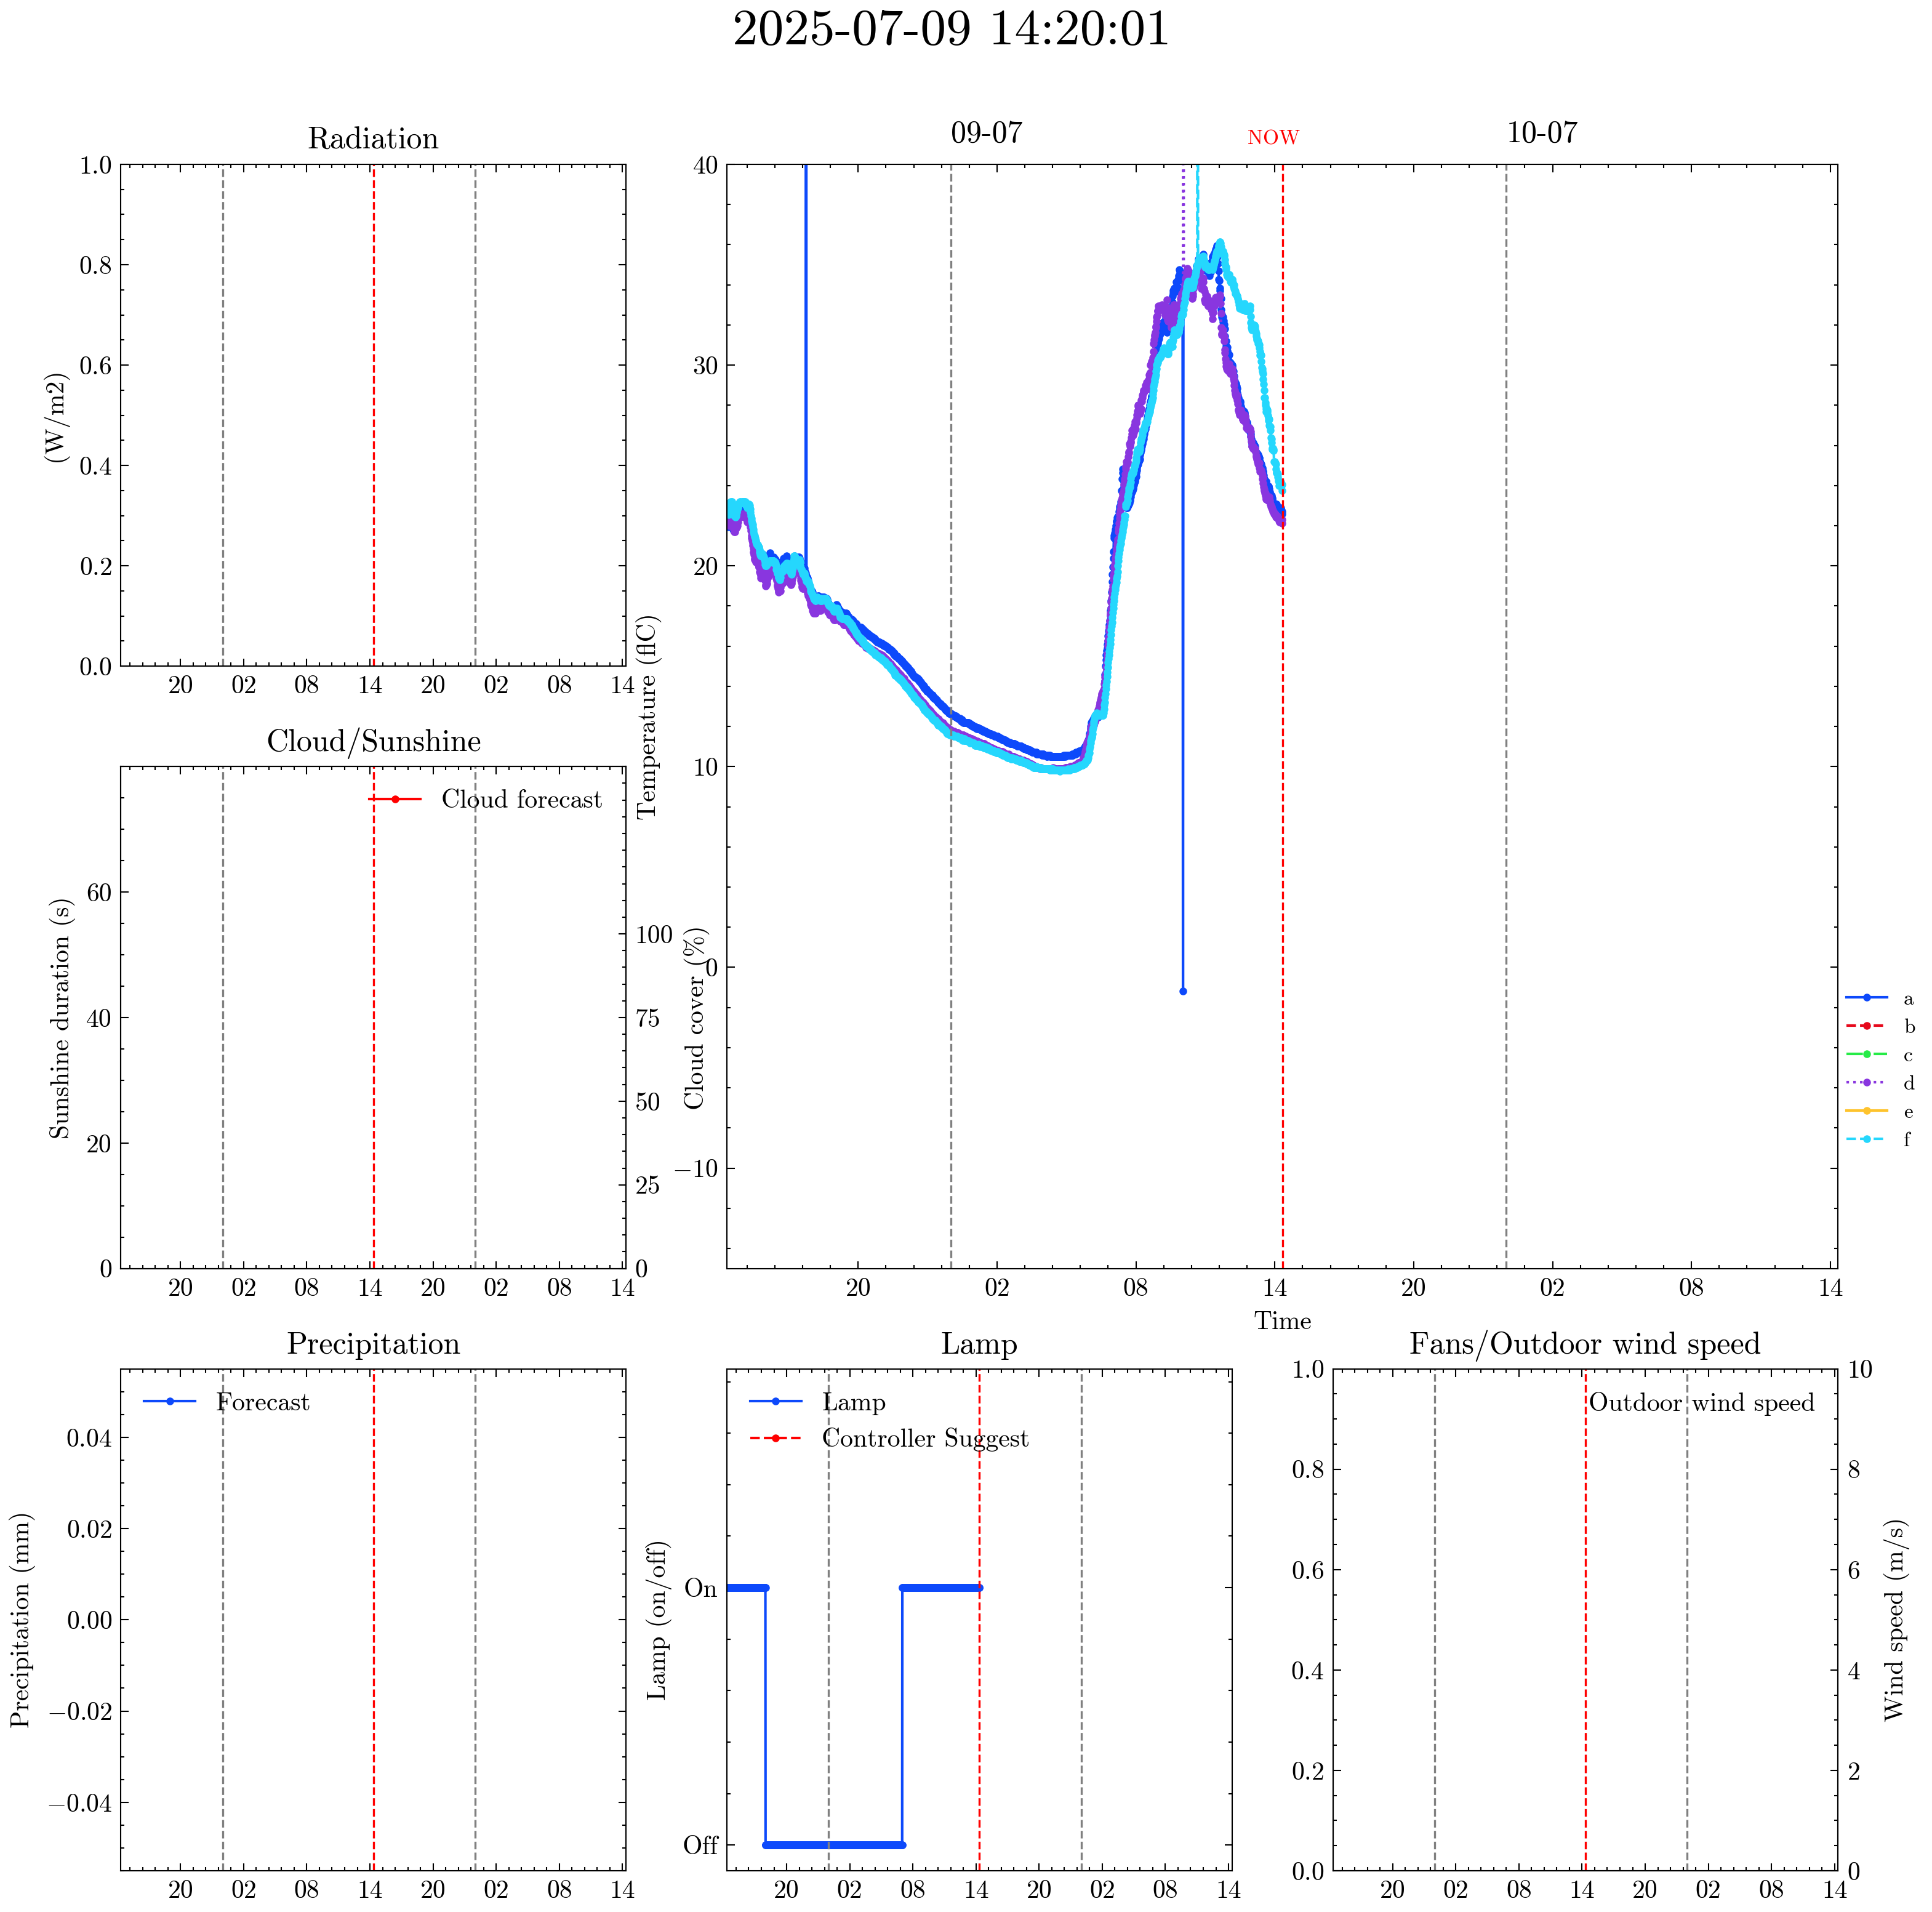 2025-07-09 14:20:01
Radiation
(W/m2)
1.0
0.8
0.6
0.4
0.2
0.0
20 02 08 14 20 02 08 14
09-07
NOW
10-07
Temperature (flC)
40
30
20
10
0
−10
20 02 08 14 20 02 08 14
Time
a
b
c
d
e
f
Cloud/Sunshine
Cloud forecast
Sunshine duration (s)
60
40
20
0
Cloud cover (%)
100
75
50
25
0
20 02 08 14 20 02 08 14
Precipitation
Forecast
Precipitation (mm)
0.04
0.02
0.00
−0.02
−0.04
20 02 08 14 20 02 08 14
Lamp
Lamp
Controller Suggest
Lamp (on/off)
On
Off
20 02 08 14 20 02 08 14
Fans/Outdoor wind speed
Outdoor wind speed
1.0
0.8
0.6
0.4
0.2
0.0
10
8
6
4
2
0
Wind speed (m/s)
20 02 08 14 20 02 08 14